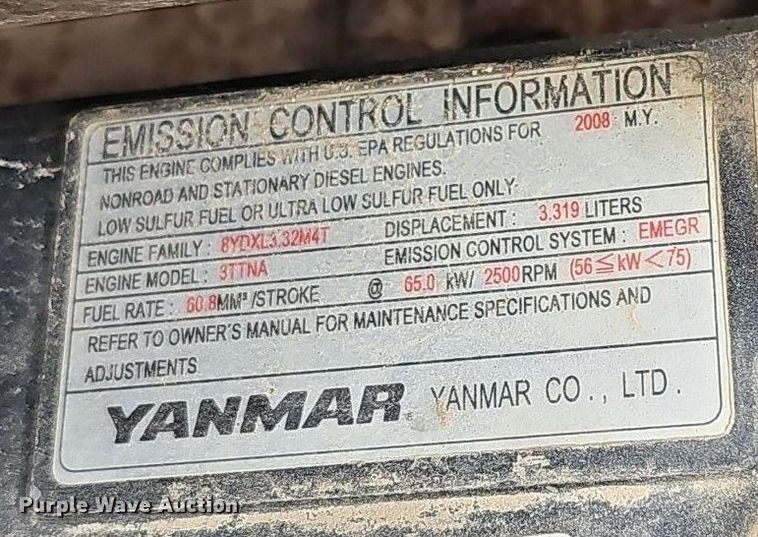 EMISSION CONTROL INFORMATION
THIS ENGINE COMPLIES WITH U.S. EPA REGULATIONS FOR 2008 M.Y.
NONROAD AND STATIONARY DIESEL ENGINES.
LOW SULFUR FUEL OR ULTRA LOW SULFUR FUEL ONLY
ENGINE FAMILY : 8YDXL3.32M4T DISPLACEMENT : 3.319 LITERS
ENGINE MODEL : 3TTNA EMISSION CONTROL SYSTEM : EMEGR
FUEL RATE : 60.8MM³/STROKE @ 65.0 kW/ 2500RPM (56≦kW<75)
REFER TO OWNER'S MANUAL FOR MAINTENANCE SPECIFICATIONS AND
ADJUSTMENTS
YANMAR YANMAR CO., LTD.
Purple Wave Auction